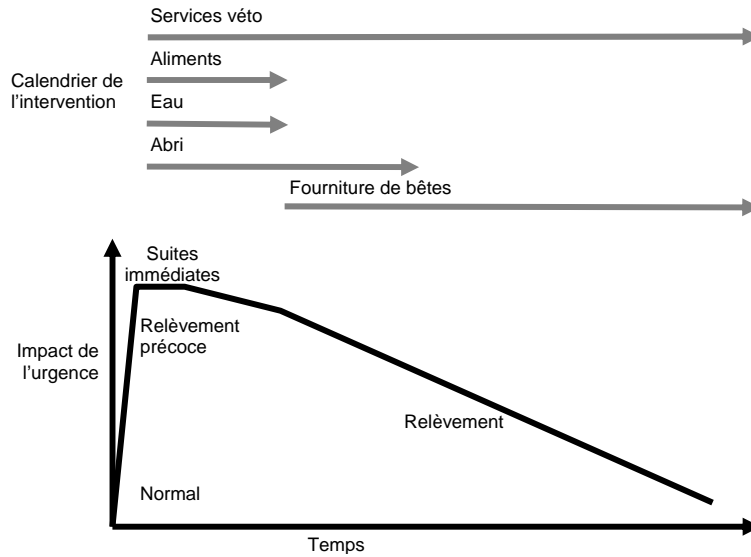 Services véto
Aliments
Calendrier de
l’intervention
Eau
Abri
Fourniture de bêtes
Suites
immédiates
Relèvement
précoce
Impact de
l’urgence
Relèvement
Normal
Temps